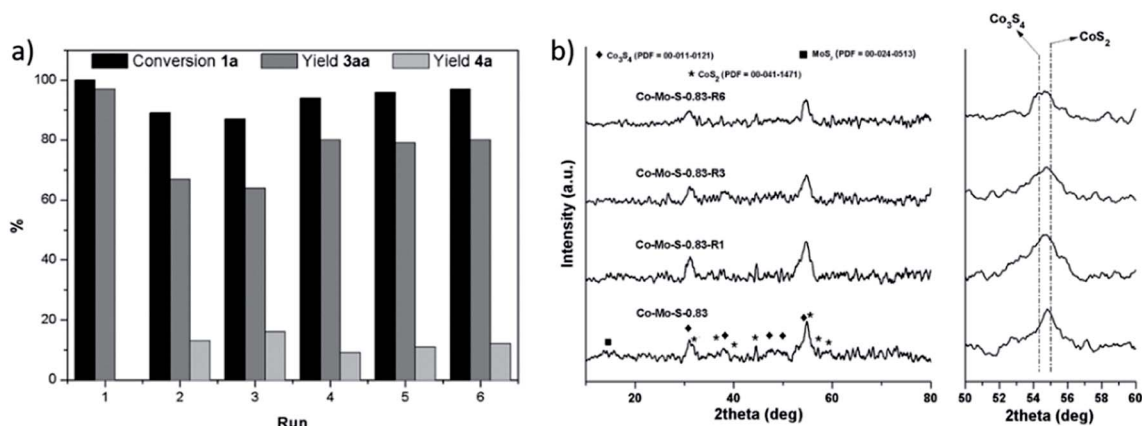 a)
Conversion 1a Yield 3aa Yield 4a
100
80
60
40
20
0
%
1 2 3 4 5 6
Run
b)
Co3S4 (PDF = 00-011-0121) MoS2 (PDF = 00-024-0513)
* CoS2 (PDF = 00-041-1471)
Co-Mo-S-0.83-R6
Co-Mo-S-0.83-R3
Co-Mo-S-0.83-R1
Co-Mo-S-0.83
Intensity (a.u.)
20 40 60 80
2theta (deg)
Co3S4
CoS2
50 52 54 56 58 60
2theta (deg)